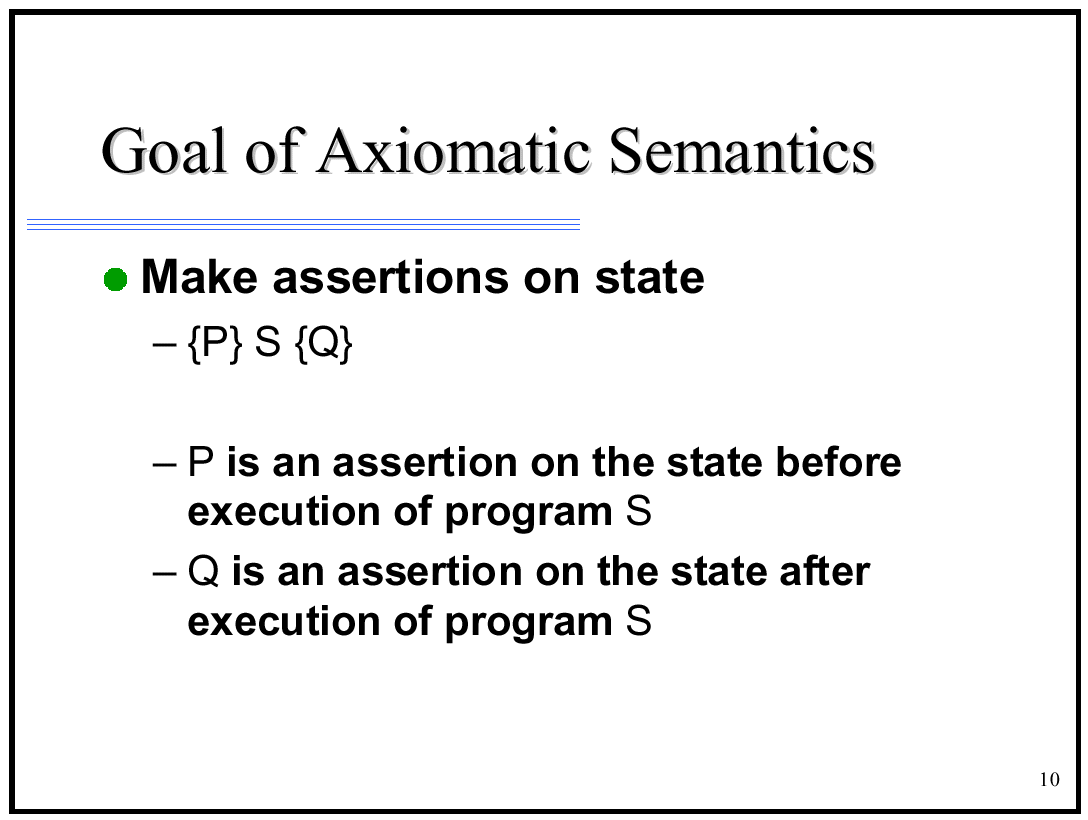 Goal of Axiomatic Semantics
Make assertions on state
– {P} S {Q}
– P is an assertion on the state before
execution of program S
– Q is an assertion on the state after
execution of program S
10